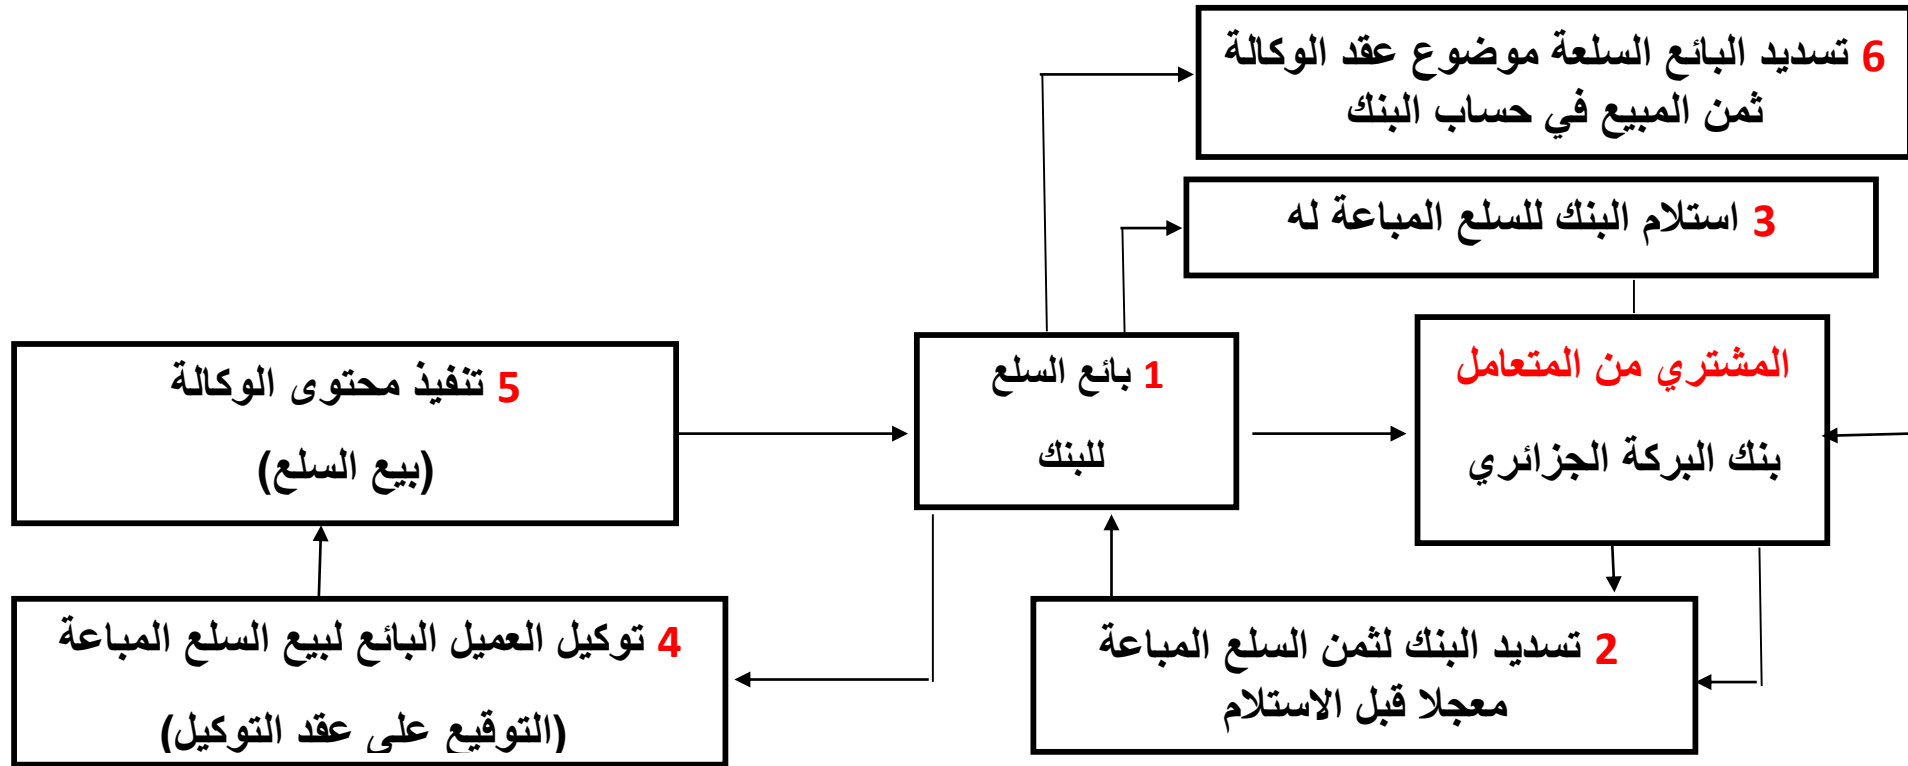 6 تسديد البائع السلعة موضوع عقد الوكالة
ثمن المبيع في حساب البنك
3 استلام البنك للسلع المباعة له
المشتري من المتعامل
بنك البركة الجزائري
1 بائع السلع
للبنك
5 تنفيذ محتوى الوكالة
(بيع السلع)
2 تسديد البنك لثمن السلع المباعة
معجلا قبل الاستلام
4 توكيل العميل البائع لبيع السلع المباعة
(التوقيع على عقد التوكيل)